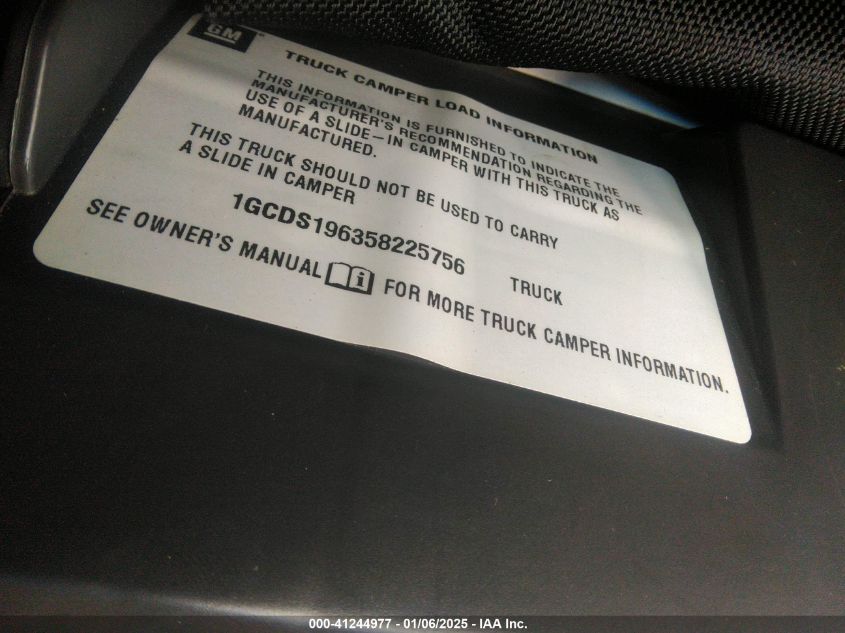 GM
TRUCK CAMPER LOAD INFORMATION
THIS INFORMATION IS FURNISHED TO INDICATE THE
MANUFACTURER'S RECOMMENDATION REGARDING THE
USE OF A SLIDE-IN CAMPER WITH THIS TRUCK AS
MANUFACTURED.
THIS TRUCK SHOULD NOT BE USED TO CARRY
A SLIDE IN CAMPER
1GCDS196358225756 TRUCK
SEE OWNER'S MANUAL FOR MORE TRUCK CAMPER INFORMATION.
000-41244977 - 01/06/2025 - IAA Inc.